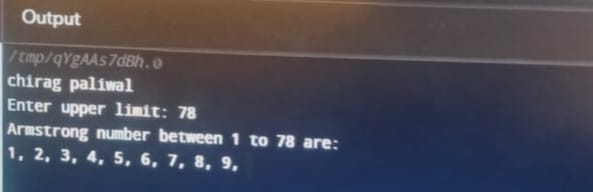 Output
/tmp/qYgAAs7dBh.o
chirag paliwal
Enter upper limit: 78
Armstrong number between 1 to 78 are:
1, 2, 3, 4, 5, 6, 7, 8, 9,